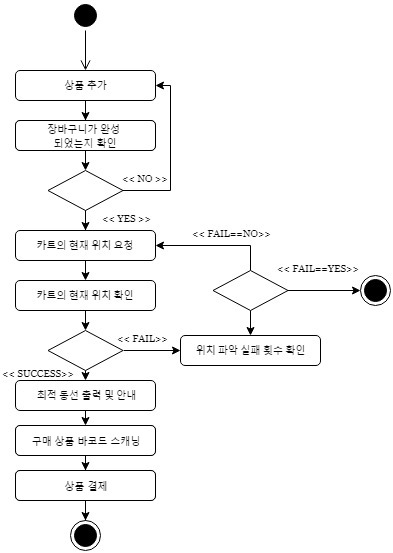 상품 추가
장바구니가 완성
되었는지 확인
<< NO >>
<< YES >>
카트의 현재 위치 요청
<< FAIL==NO>>
<< FAIL==YES>>
카트의 현재 위치 확인
<< FAIL>>
위치 파악 실패 횟수 확인
<< SUCCESS>>
최적 동선 출력 및 안내
구매 상품 바코드 스캐닝
상품 결제